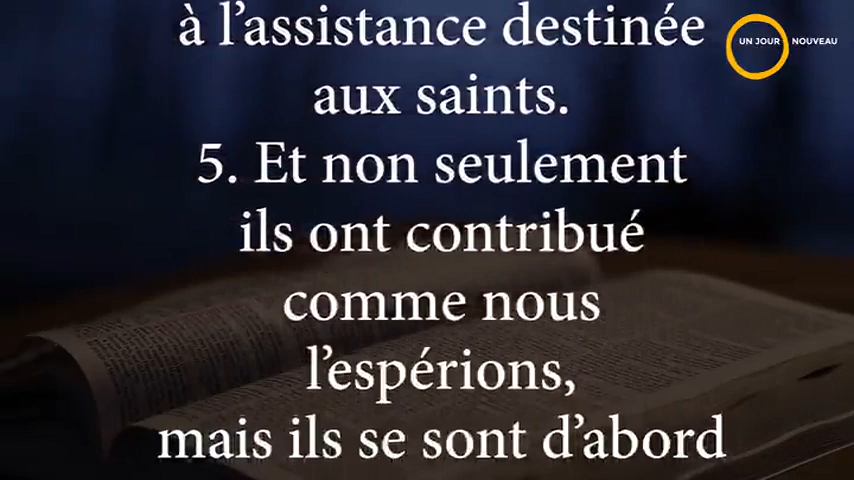 à l’assistance destinée
UN JOUR NOUVEAU
aux saints.
5. Et non seulement
ils ont contribué
comme nous
l’espérions,
mais ils se sont d’abord